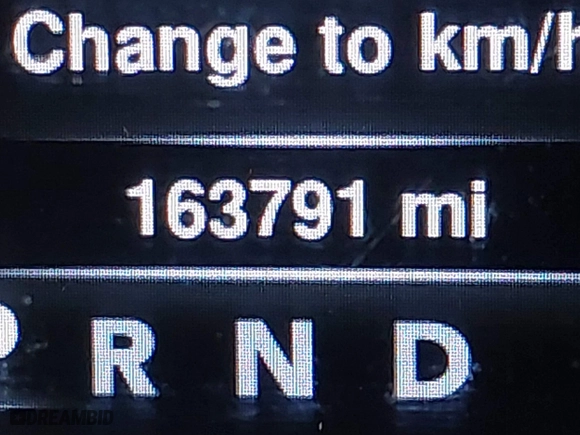 Change to km/h
163791 mi
P R N D
DREAMBID